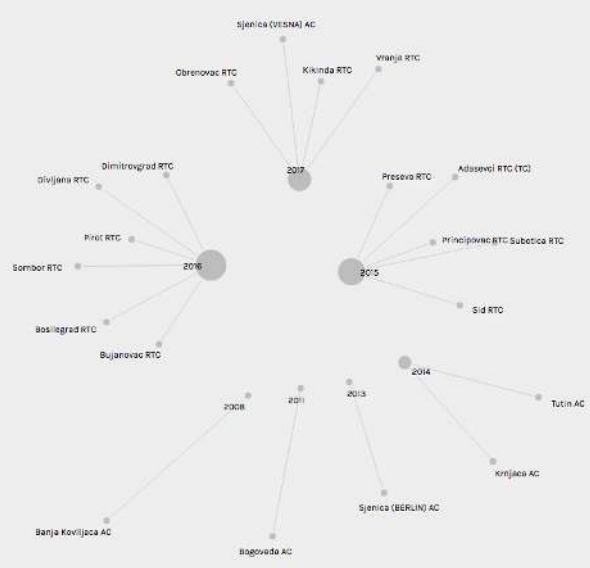 Sjenica (VESNA) AC
Vranje RTC
Obrenovac RTC
Kikinda RTC
2017
Dimitrovgrad RTC
Divljana RTC
Presevo RTC
Adasevci RTC (TC)
Pirot RTC
Principovac RTC
Subotica RTC
Sombor RTC
2016
2015
Sid RTC
Bosilegrad RTC
Bujanovac RTC
2014
2008
2011
2013
Tutin AC
Krnjaca AC
Sjenica (BERLIN) AC
Banja Koviljaca AC
Bogovada AC